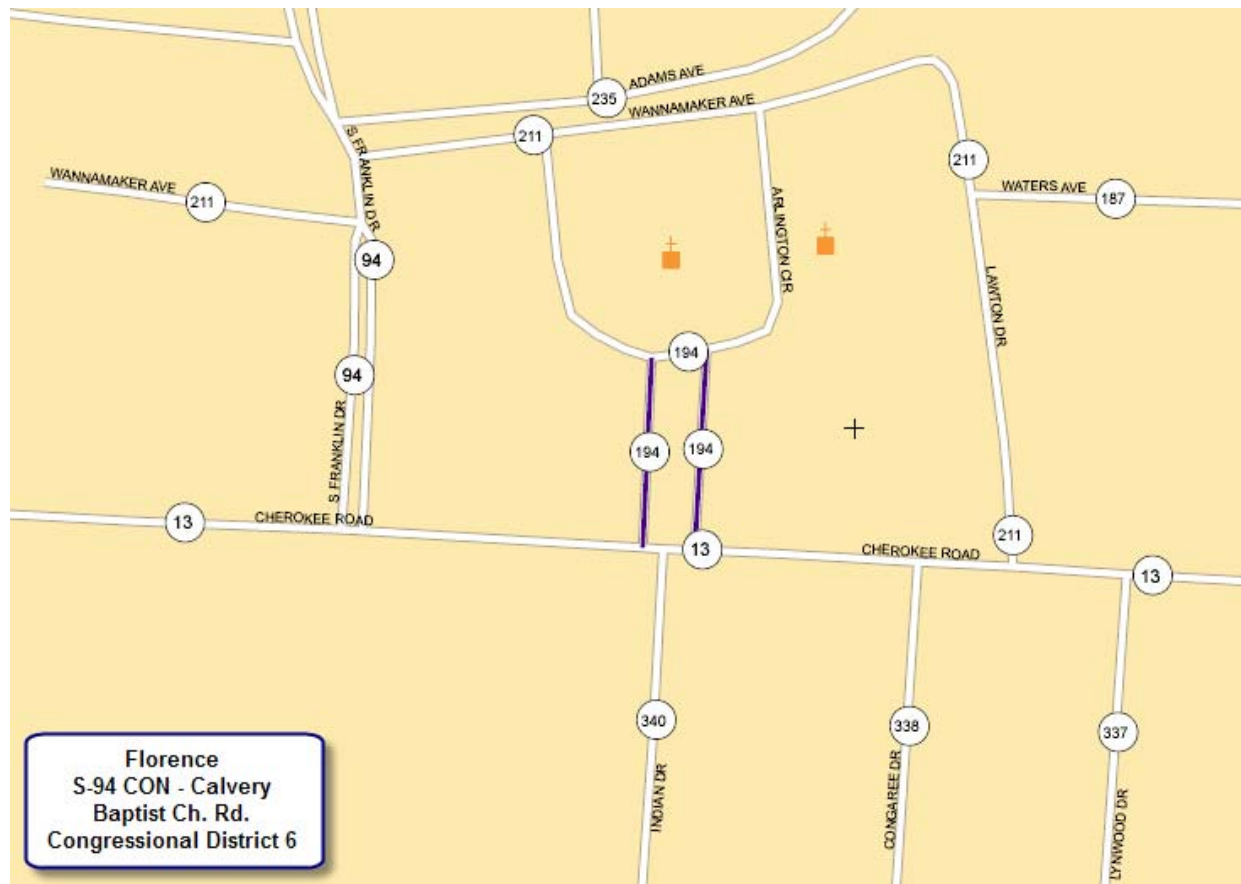 ADAMS AVE
235
WANNAMAKER AVE
211
S FRANKLIN DR
211
WANNAMAKER AVE
211
WATERS AVE
187
ARLINGTON CIR
94
LAWTON DR
194
94
S FRANKLIN DR
194
194
13
CHEROKEE ROAD
13
CHEROKEE ROAD
211
13
340
338
337
INDIAN DR
CONGAREE DR
LYNWOOD DR
Florence
S-94 CON - Calvery
Baptist Ch. Rd.
Congressional District 6